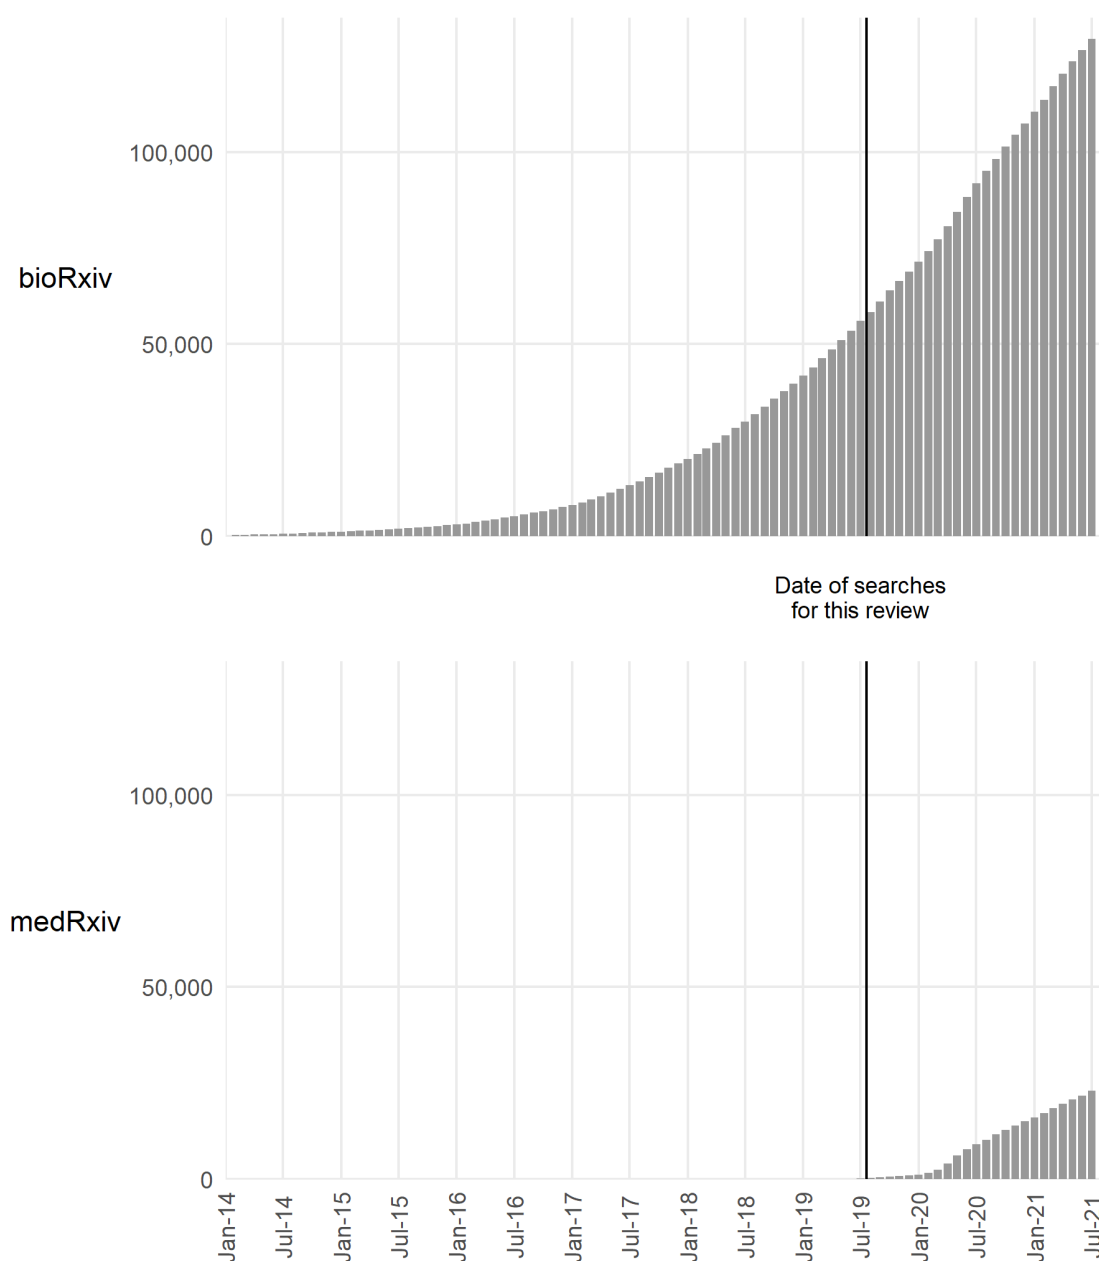 100,000
bioRxiv
50,000
0
Date of searches
for this review
100,000
medRxiv
50,000
0
Jan-14
Jul-14
Jan-15
Jul-15
Jan-16
Jul-16
Jan-17
Jul-17
Jan-18
Jul-18
Jan-19
Jul-19
Jan-20
Jul-20
Jan-21
Jul-21